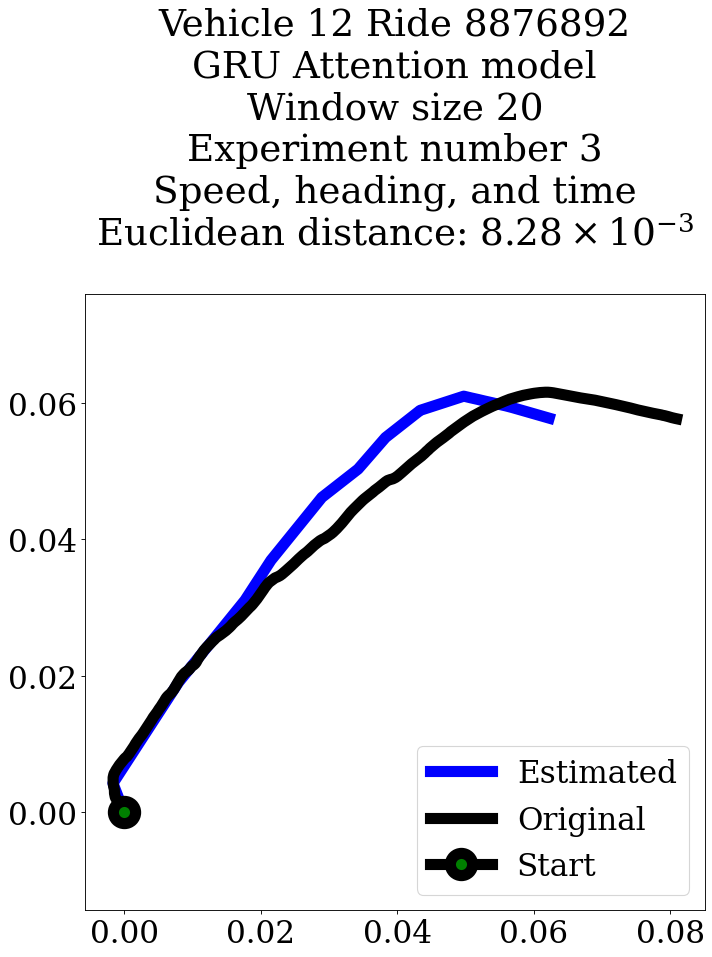 Vehicle 12 Ride 8876892
GRU Attention model
Window size 20
Experiment number 3
Speed, heading, and time
Euclidean distance: 8.28 × 10⁻³
0.06
0.04
0.02
0.00
Estimated
Original
Start
0.00 0.02 0.04 0.06 0.08